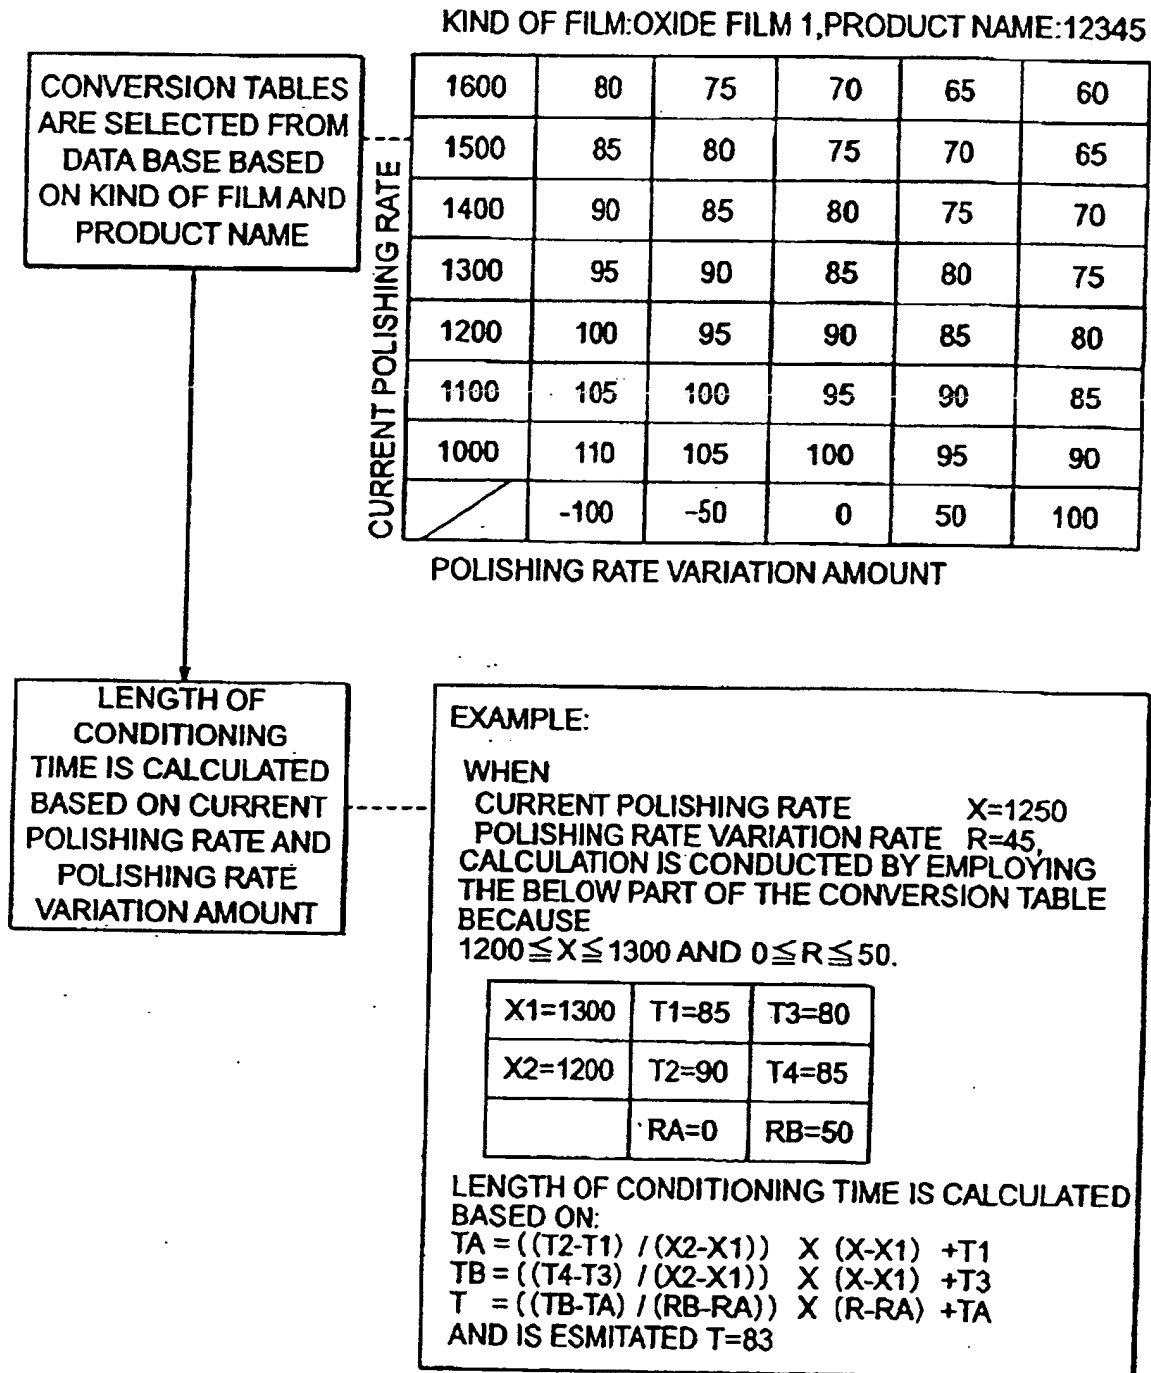 KIND OF FILM:OXIDE FILM 1,PRODUCT NAME:12345
CONVERSION TABLES
ARE SELECTED FROM
DATA BASE BASED
ON KIND OF FILM AND
PRODUCT NAME
CURRENT POLISHING RATE
1600 80 75 70 65 60
1500 85 80 75 70 65
1400 90 85 80 75 70
1300 95 90 85 80 75
1200 100 95 90 85 80
1100 105 100 95 90 85
1000 110 105 100 95 90
-100 -50 0 50 100
POLISHING RATE VARIATION AMOUNT
LENGTH OF
CONDITIONING
TIME IS CALCULATED
BASED ON CURRENT
POLISHING RATE AND
POLISHING RATE
VARIATION AMOUNT
EXAMPLE:
WHEN
CURRENT POLISHING RATE X=1250
POLISHING RATE VARIATION RATE R=45,
CALCULATION IS CONDUCTED BY EMPLOYING
THE BELOW PART OF THE CONVERSION TABLE
BECAUSE
1200≦X≦1300 AND 0≦R≦50.
X1=1300 T1=85 T3=80
X2=1200 T2=90 T4=85
RA=0 RB=50
LENGTH OF CONDITIONING TIME IS CALCULATED
BASED ON:
TA = ((T2-T1) / (X2-X1)) X (X-X1) +T1
TB = ((T4-T3) / (X2-X1)) X (X-X1) +T3
T = ((TB-TA) / (RB-RA)) X (R-RA) +TA
AND IS ESMITATED T=83